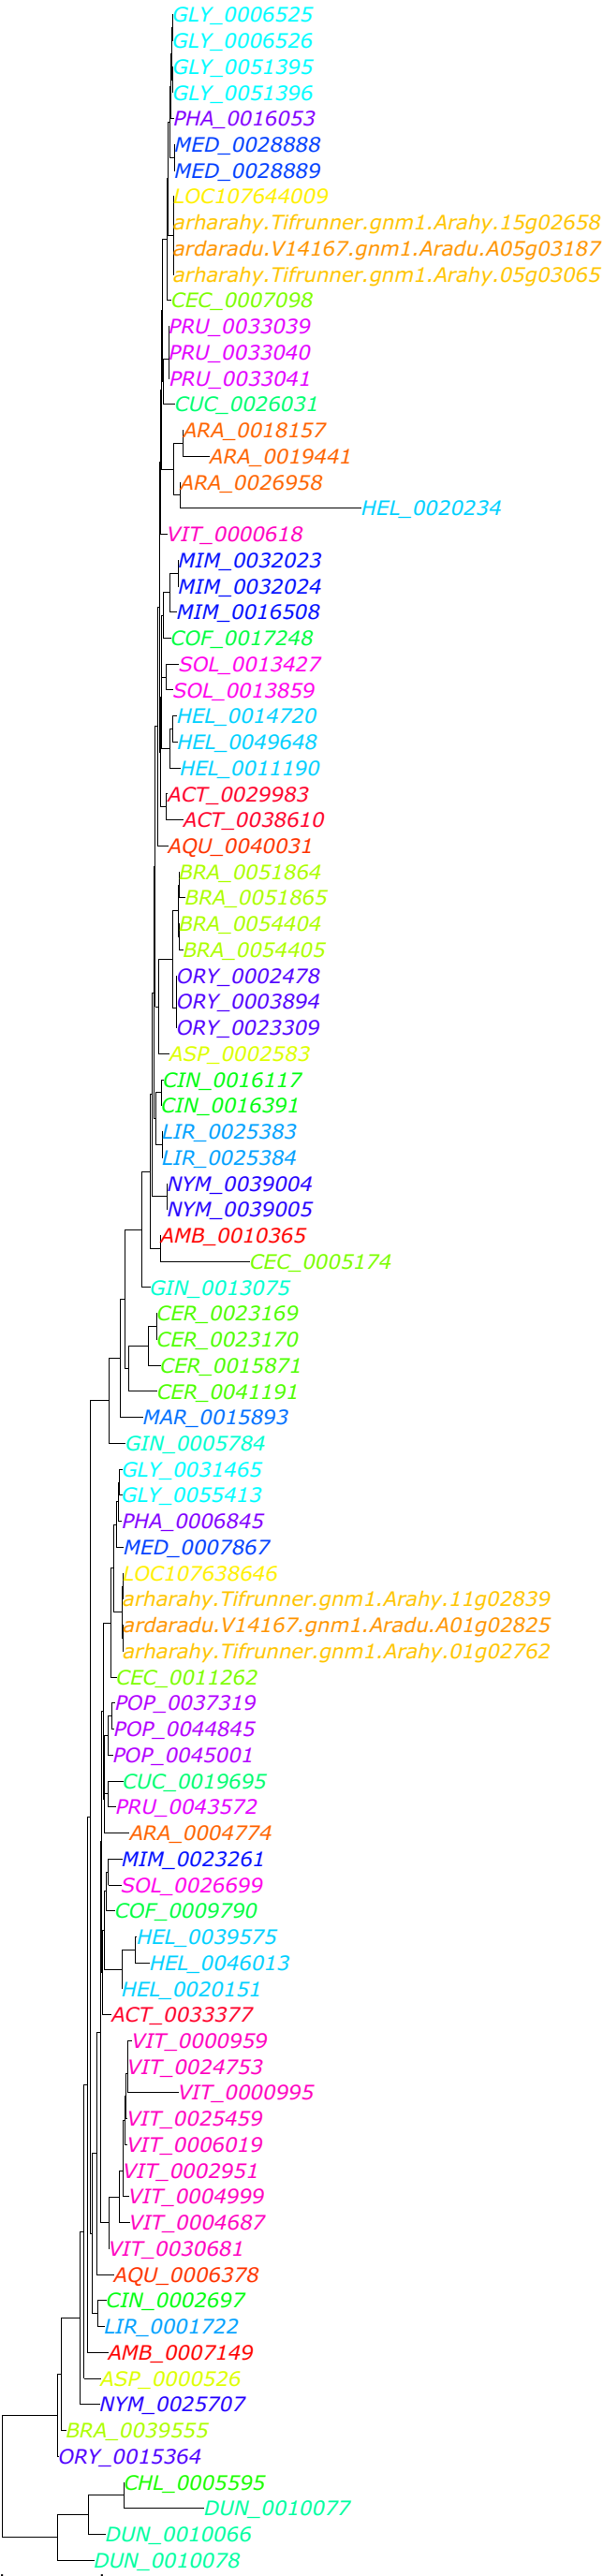 GLY_0006525
GLY_0006526
GLY_0051395
GLY_0051396
PHA_0016053
MED_0028888
MED_0028889
LOC107644009
arharahy.Tifrunner.gnm1.Arahy.15g02658
ardaradu.V14167.gnm1.Aradu.A05g03187
arharahy.Tifrunner.gnm1.Arahy.05g03065
CEC_0007098
PRU_0033039
PRU_0033040
PRU_0033041
CUC_0026031
ARA_0018157
ARA_0019441
ARA_0026958
HEL_0020234
VIT_0000618
MIM_0032023
MIM_0032024
MIM_0016508
COF_0017248
SOL_0013427
SOL_0013859
HEL_0014720
HEL_0049648
HEL_0011190
ACT_0029983
ACT_0038610
AQU_0040031
BRA_0051864
BRA_0051865
BRA_0054404
BRA_0054405
ORY_0002478
ORY_0003894
ORY_0023309
ASP_0002583
CIN_0016117
CIN_0016391
LIR_0025383
LIR_0025384
NYM_0039004
NYM_0039005
AMB_0010365
CEC_0005174
GIN_0013075
CER_0023169
CER_0023170
CER_0015871
CER_0041191
MAR_0015893
GIN_0005784
GLY_0031465
GLY_0055413
PHA_0006845
MED_0007867
LOC107638646
arharahy.Tifrunner.gnm1.Arahy.11g02839
ardaradu.V14167.gnm1.Aradu.A01g02825
arharahy.Tifrunner.gnm1.Arahy.01g02762
CEC_0011262
POP_0037319
POP_0044845
POP_0045001
CUC_0019695
PRU_0043572
ARA_0004774
MIM_0023261
SOL_0026699
COF_0009790
HEL_0039575
HEL_0046013
HEL_0020151
ACT_0033377
VIT_0000959
VIT_0024753
VIT_0000995
VIT_0025459
VIT_0006019
VIT_0002951
VIT_0004999
VIT_0004687
VIT_0030681
AQU_0006378
CIN_0002697
LIR_0001722
AMB_0007149
ASP_0000526
NYM_0025707
BRA_0039555
ORY_0015364
CHL_0005595
DUN_0010077
DUN_0010066
DUN_0010078